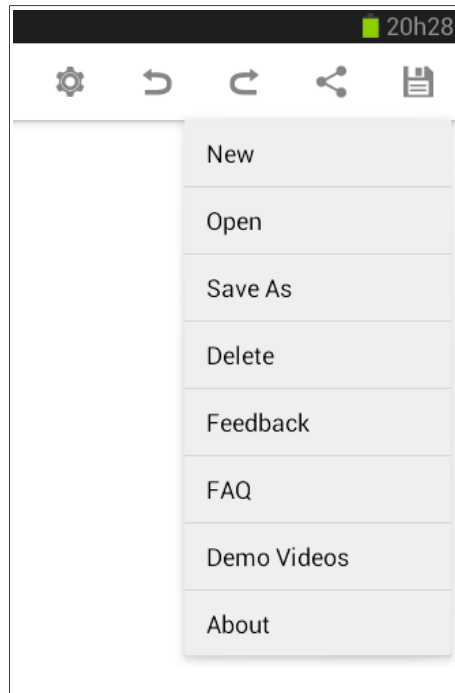 20h28
New
Open
Save As
Delete
Feedback
FAQ
Demo Videos
About